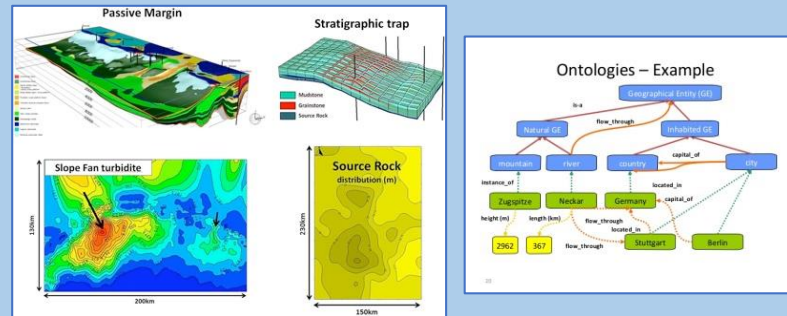 Passive Margin
Stratigraphic trap
Mudstone
Grainstone
Source Rock
Slope Fan turbidite
130km
200km
Source Rock
distribution (m)
230km
150km
Ontologies – Example
Geographical Entity (GE)
is-a
flow_through
Natural GE
Inhabited GE
capital_of
mountain
river
country
city
instance_of
located_in
Zugspitze
Neckar
Germany
capital_of
height (m)
length (km)
flow_through
located_in
2962
367
flow_through
Stuttgart
Berlin